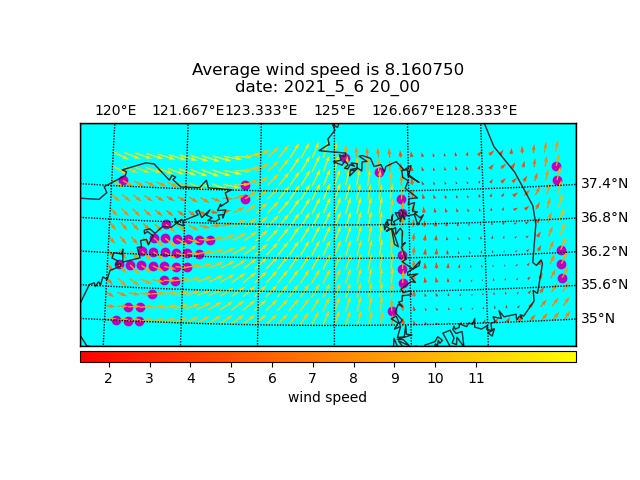 Average wind speed is 8.160750
date: 2021_5_6 20_00
120°E 121.667°E 123.333°E 125°E 126.667°E 128.333°E
37.4°N
36.8°N
36.2°N
35.6°N
35°N
2 3 4 5 6 7 8 9 10 11
wind speed